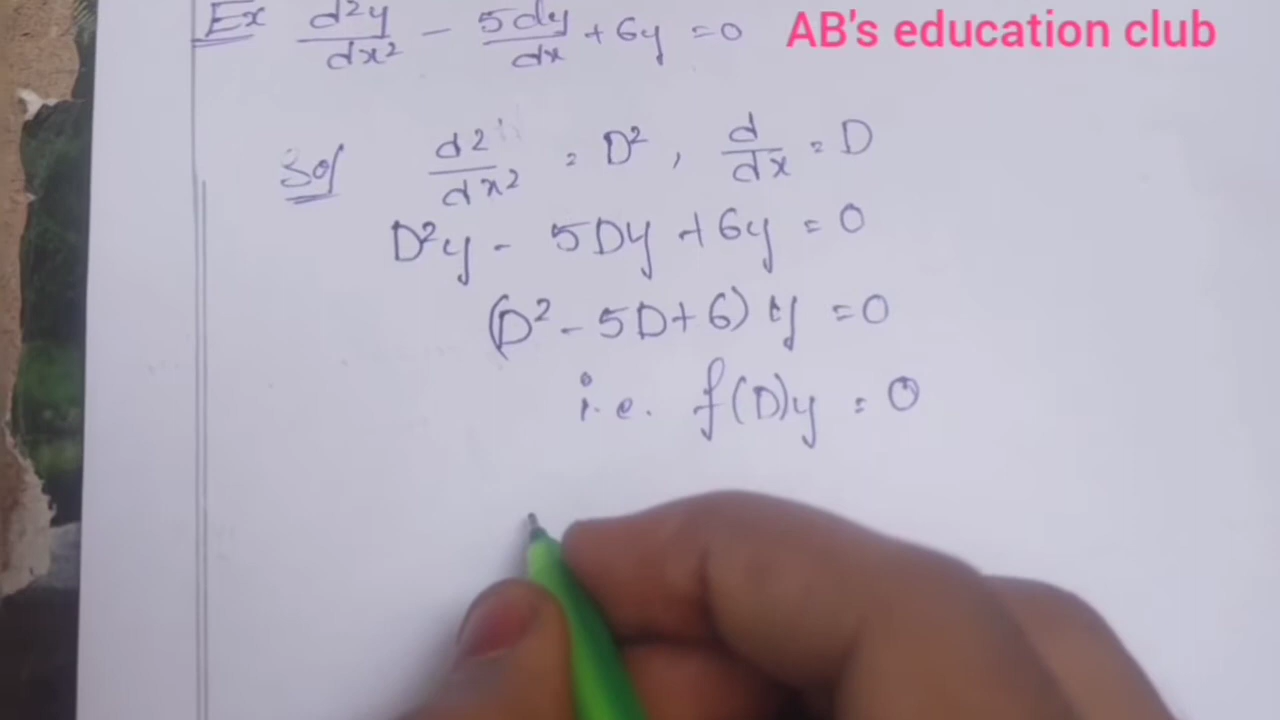 Ex d²y/dx² - 5dy/dx + 6y = 0
AB's education club
Sol d²/dx² = D², d/dx = D
D²y - 5Dy + 6y = 0
(D² - 5D + 6) y = 0
i.e. f(D)y = 0